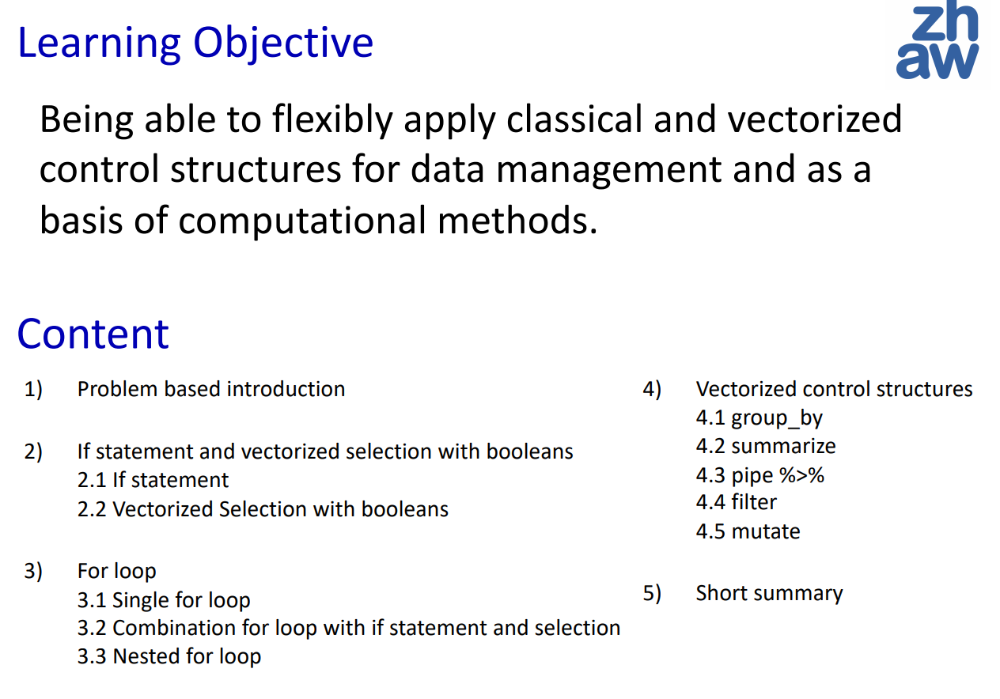 Learning Objective
zh
aw
Being able to flexibly apply classical and vectorized
control structures for data management and as a
basis of computational methods.
Content
1) Problem based introduction
2) If statement and vectorized selection with booleans
2.1 If statement
2.2 Vectorized Selection with booleans
3) For loop
3.1 Single for loop
3.2 Combination for loop with if statement and selection
3.3 Nested for loop
4) Vectorized control structures
4.1 group_by
4.2 summarize
4.3 pipe %>%
4.4 filter
4.5 mutate
5) Short summary